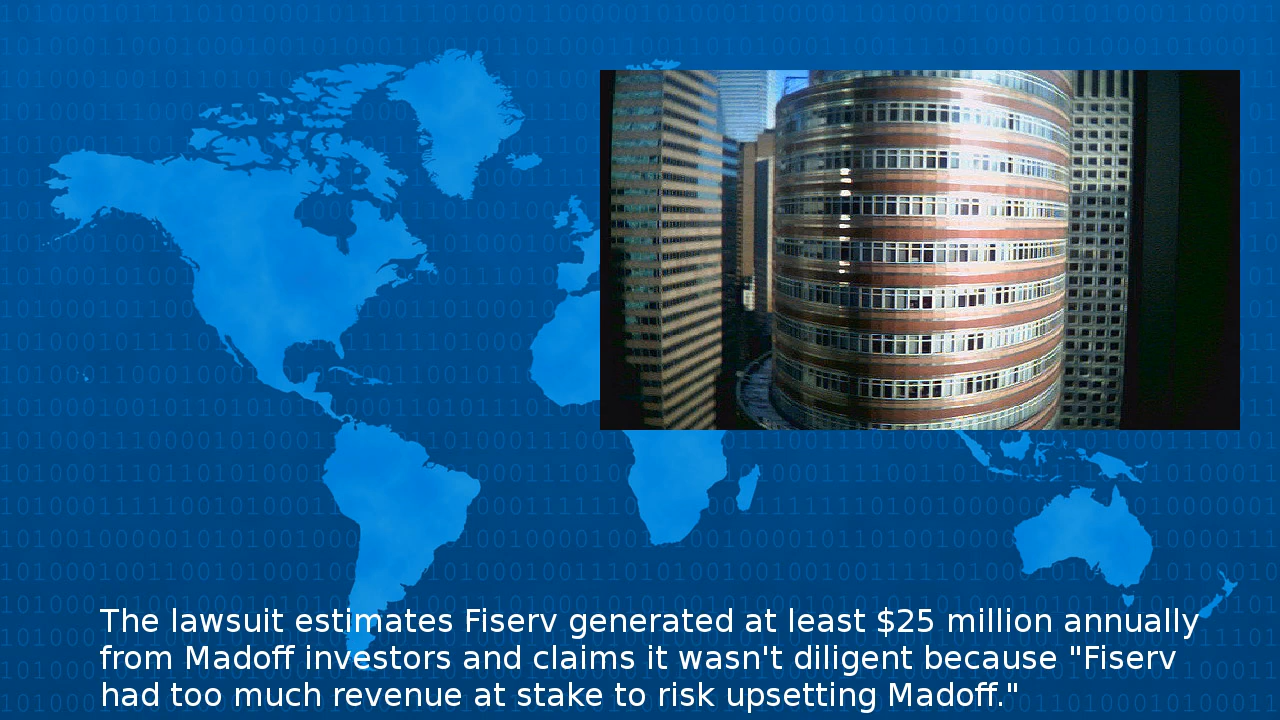 The lawsuit estimates Fiserv generated at least $25 million annually
from Madoff investors and claims it wasn't diligent because "Fiserv
had too much revenue at stake to risk upsetting Madoff."